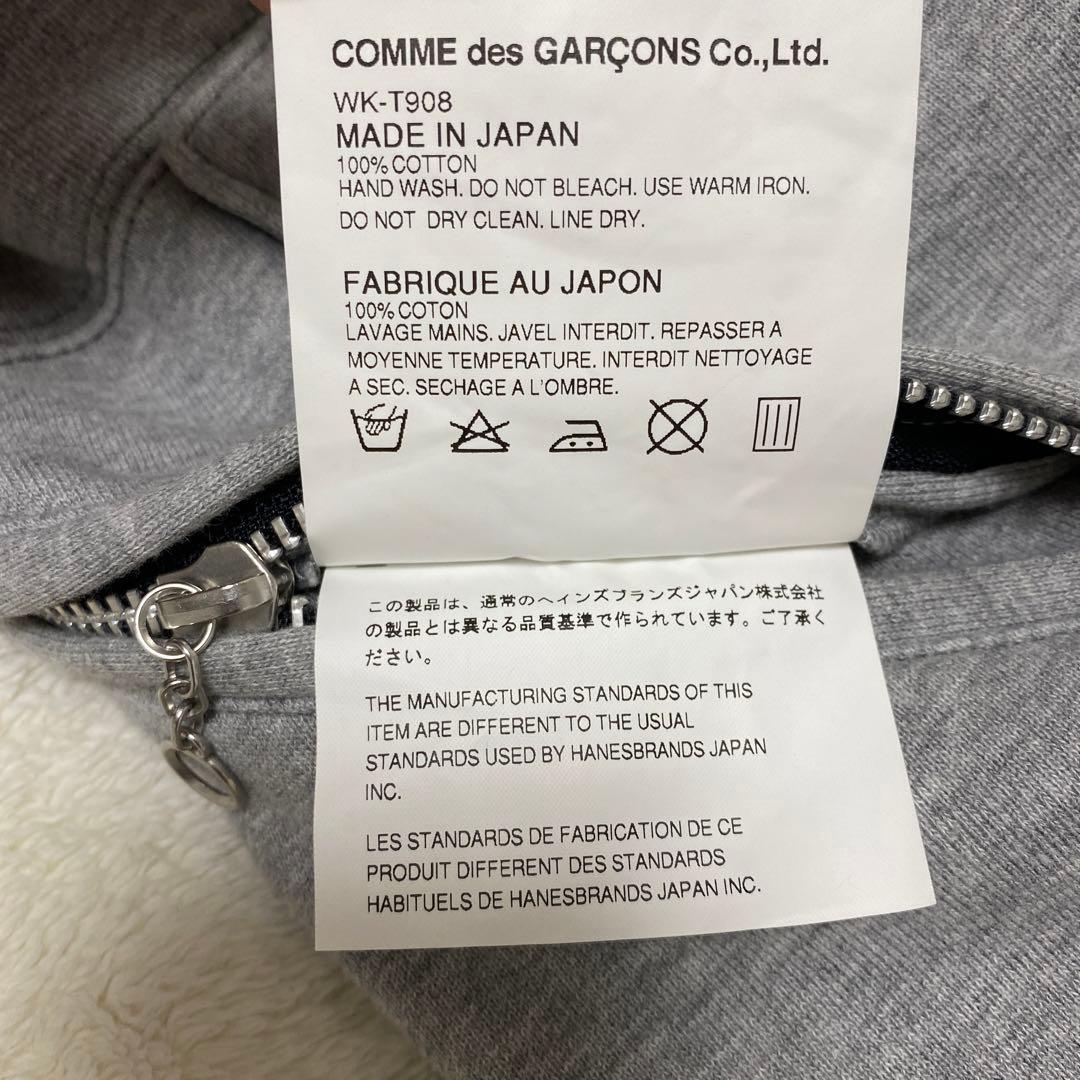 COMME des GARÇONS Co.,Ltd.
WK-T908
MADE IN JAPAN
100% COTTON
HAND WASH. DO NOT BLEACH. USE WARM IRON.
DO NOT DRY CLEAN. LINE DRY.
FABRIQUE AU JAPON
100% COTON
LAVAGE MAINS. JAVEL INTERDIT. REPASSER A
MOYENNE TEMPERATURE. INTERDIT NETTOYAGE
A SEC. SECHAGE A L'OMBRE.
この製品は、通常のヘインズブランズジャパン株式会社
の製品とは異なる品質基準で作られています。ご了承く
ださい。
THE MANUFACTURING STANDARDS OF THIS
ITEM ARE DIFFERENT TO THE USUAL
STANDARDS USED BY HANESBRANDS JAPAN
INC.
LES STANDARDS DE FABRICATION DE CE
PRODUIT DIFFERENT DES STANDARDS
HABITUELS DE HANESBRANDS JAPAN INC.